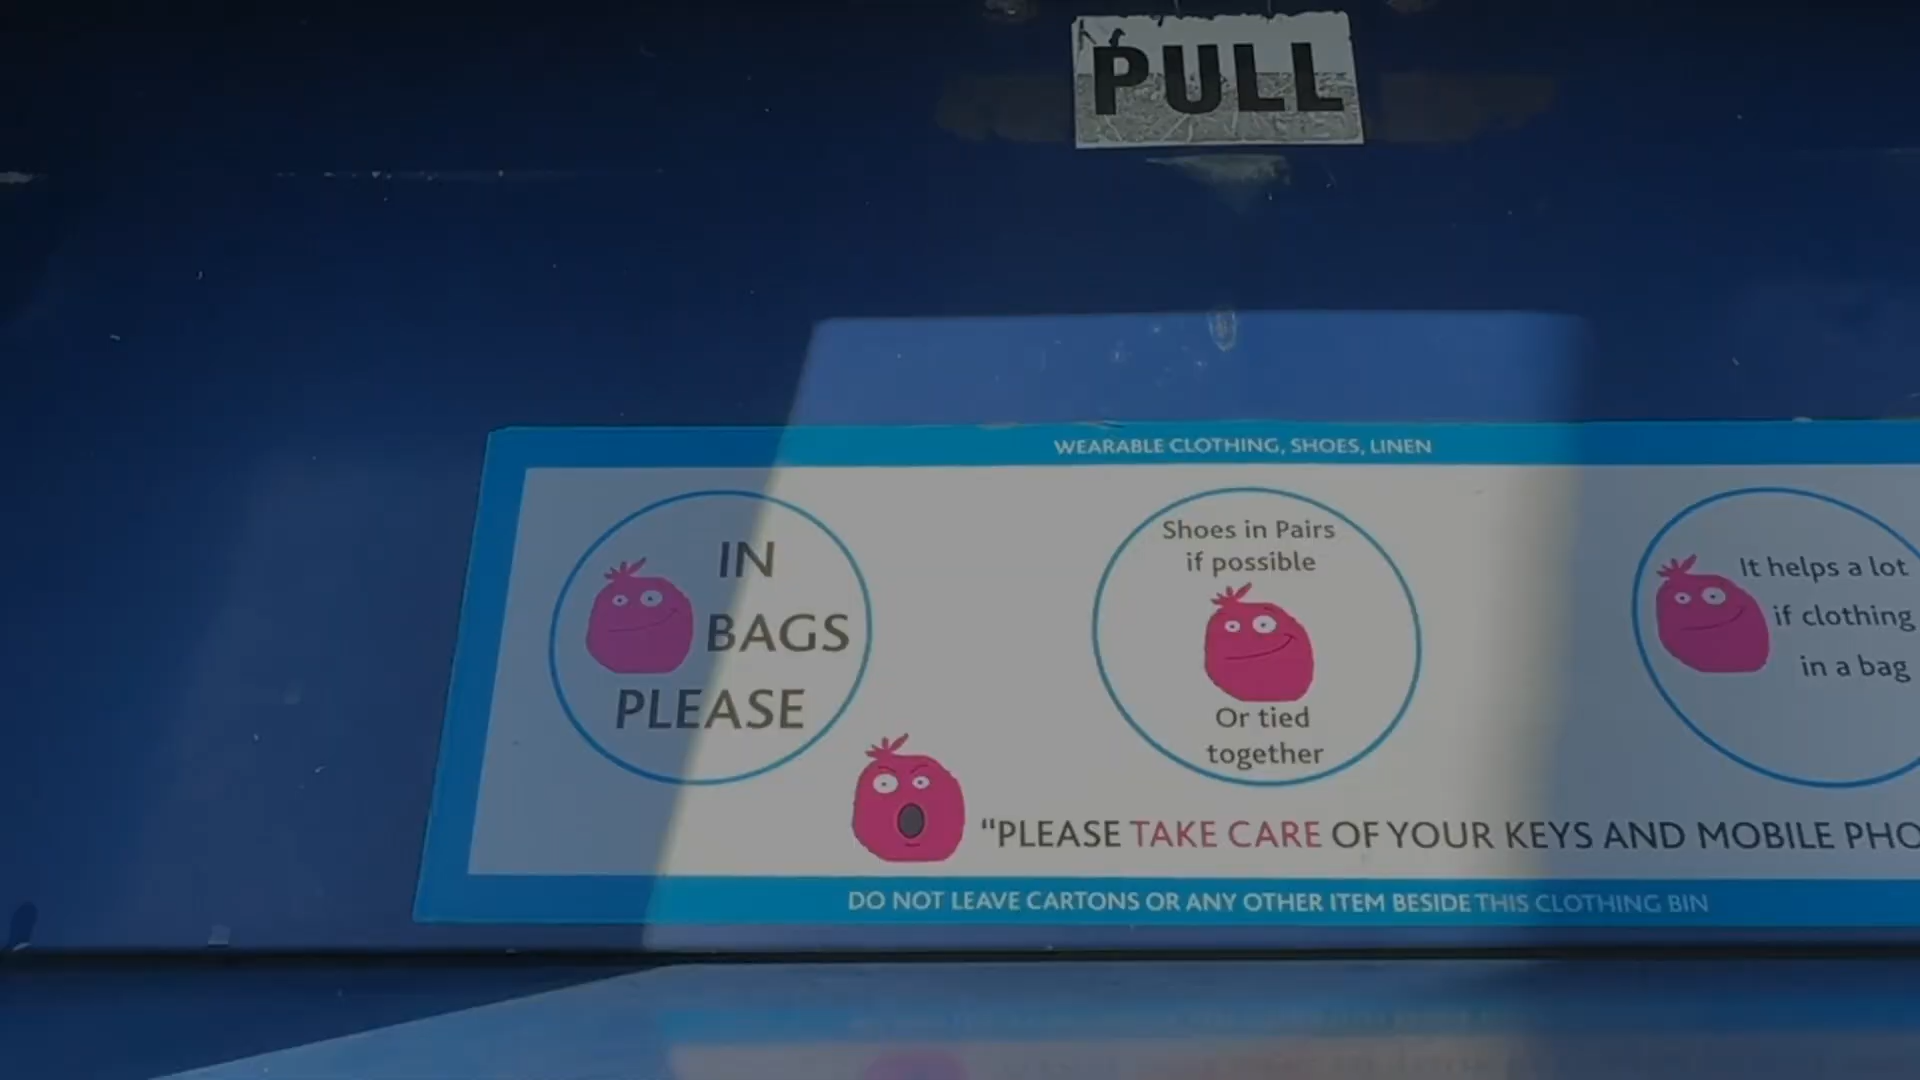 PULL
WEARABLE CLOTHING, SHOES, LINEN
IN
BAGS
PLEASE
Shoes in Pairs
if possible
Or tied
together
It helps a lot
if clothing
in a bag
"PLEASE TAKE CARE OF YOUR KEYS AND MOBILE PHO
DO NOT LEAVE CARTONS OR ANY OTHER ITEM BESIDE THIS CLOTHING BIN